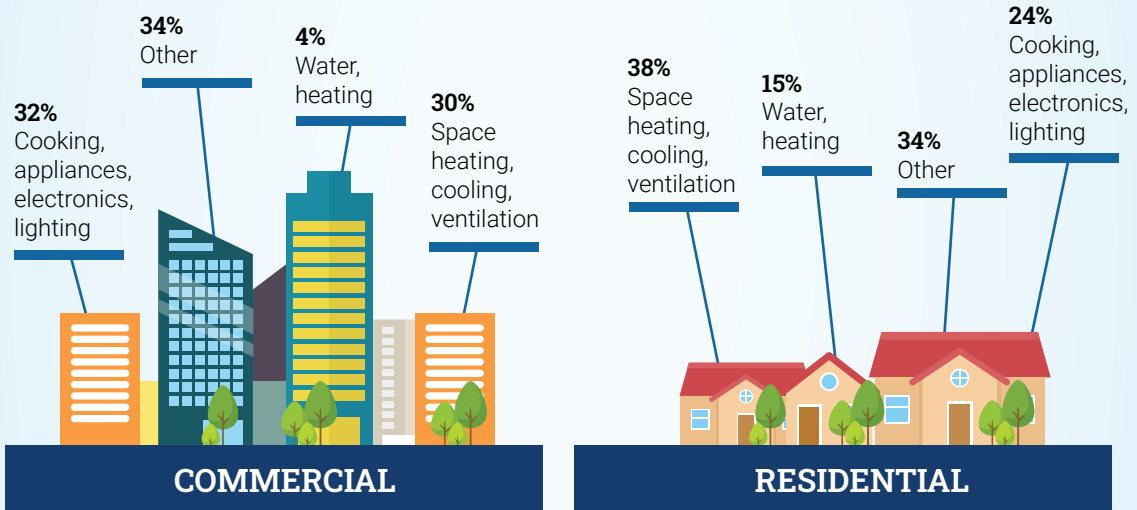 32%
Cooking,
appliances,
electronics,
lighting
34%
Other
4%
Water,
heating
30%
Space
heating,
cooling,
ventilation
COMMERCIAL
38%
Space
heating,
cooling,
ventilation
15%
Water,
heating
34%
Other
24%
Cooking,
appliances,
electronics,
lighting
RESIDENTIAL